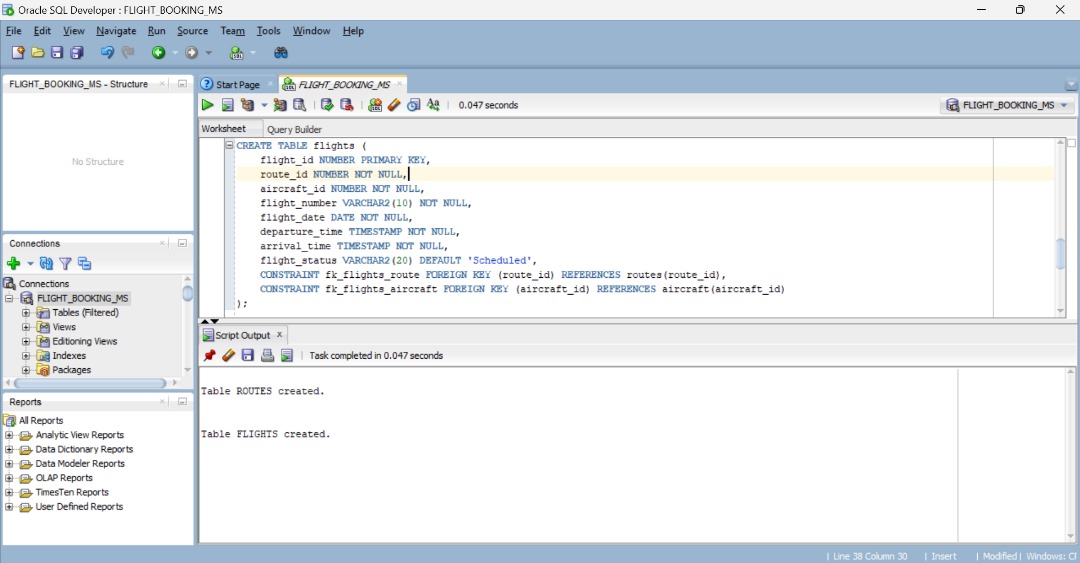 Oracle SQL Developer : FLIGHT_BOOKING_MS
File Edit View Navigate Run Source Team Tools Window Help
FLIGHT_BOOKING_MS - Structure
No Structure
Connections
Connections
FLIGHT_BOOKING_MS
Tables (Filtered)
Views
Editioning Views
Indexes
Packages
Reports
All Reports
Analytic View Reports
Data Dictionary Reports
Data Modeler Reports
OLAP Reports
TimesTen Reports
User Defined Reports
Start Page FLIGHT_BOOKING_MS
0.047 seconds
FLIGHT_BOOKING_MS
Worksheet Query Builder
CREATE TABLE flights (
flight_id NUMBER PRIMARY KEY,
route_id NUMBER NOT NULL,
aircraft_id NUMBER NOT NULL,
flight_number VARCHAR2(10) NOT NULL,
flight_date DATE NOT NULL,
departure_time TIMESTAMP NOT NULL,
arrival_time TIMESTAMP NOT NULL,
flight_status VARCHAR2(20) DEFAULT 'Scheduled',
CONSTRAINT fk_flights_route FOREIGN KEY (route_id) REFERENCES routes(route_id),
CONSTRAINT fk_flights_aircraft FOREIGN KEY (aircraft_id) REFERENCES aircraft(aircraft_id)
);
Script Output
Task completed in 0.047 seconds
Table ROUTES created.
Table FLIGHTS created.
| Line 38 Column 30 | Insert | Modified | Windows: Cl